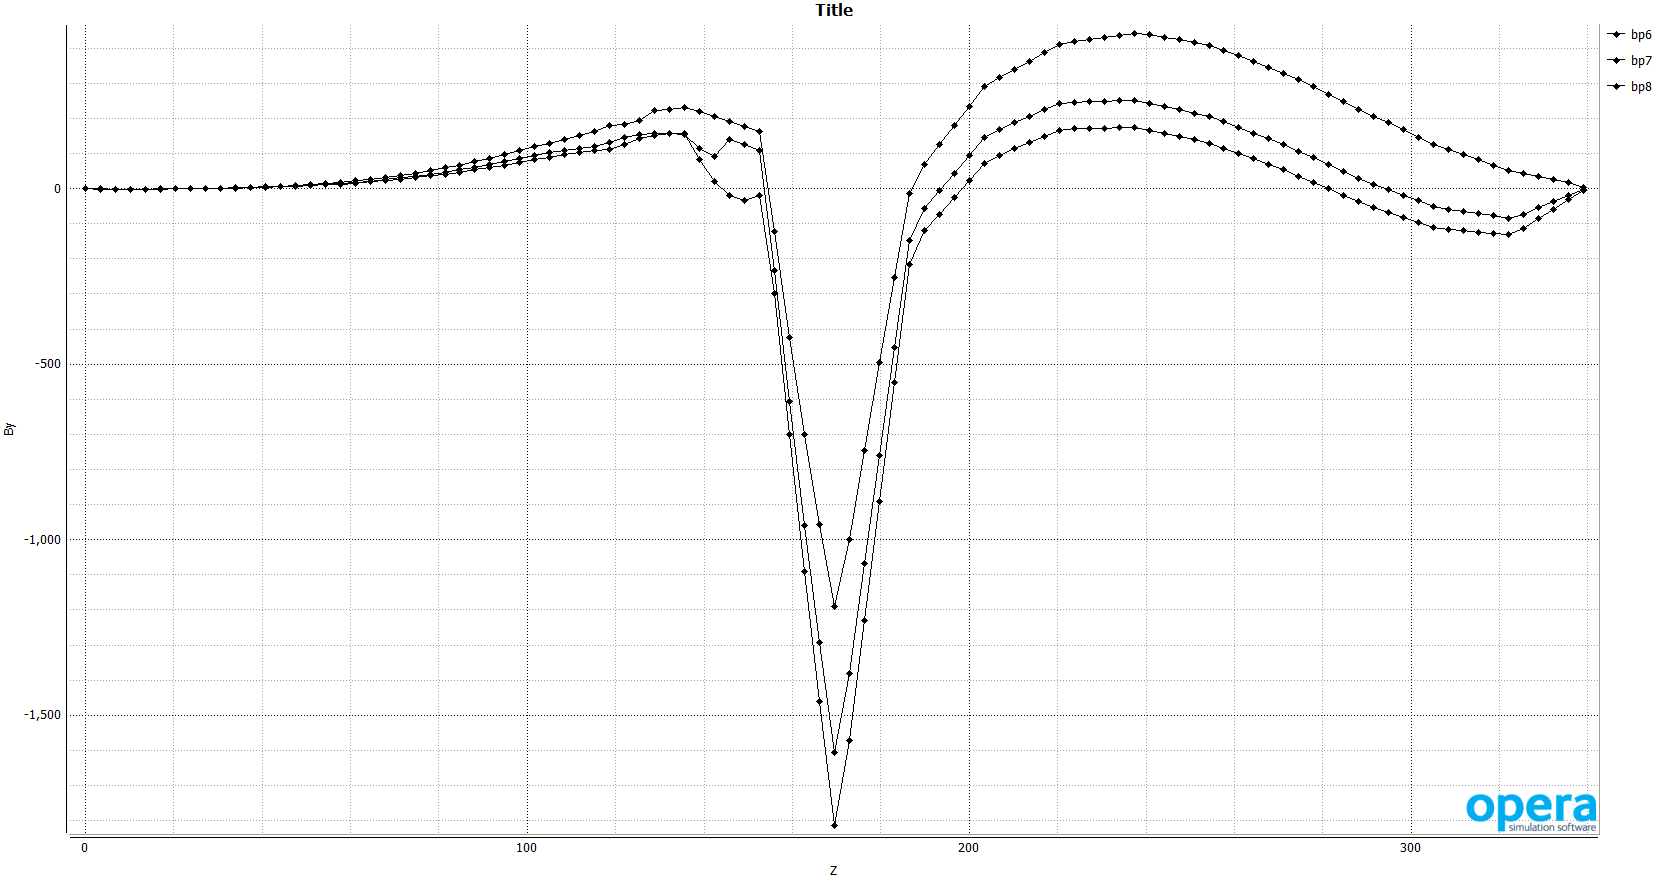 Title
bp6
bp7
bp8
0
-500
-1,000
-1,500
By
0
100
200
300
Z
opera
simulation software